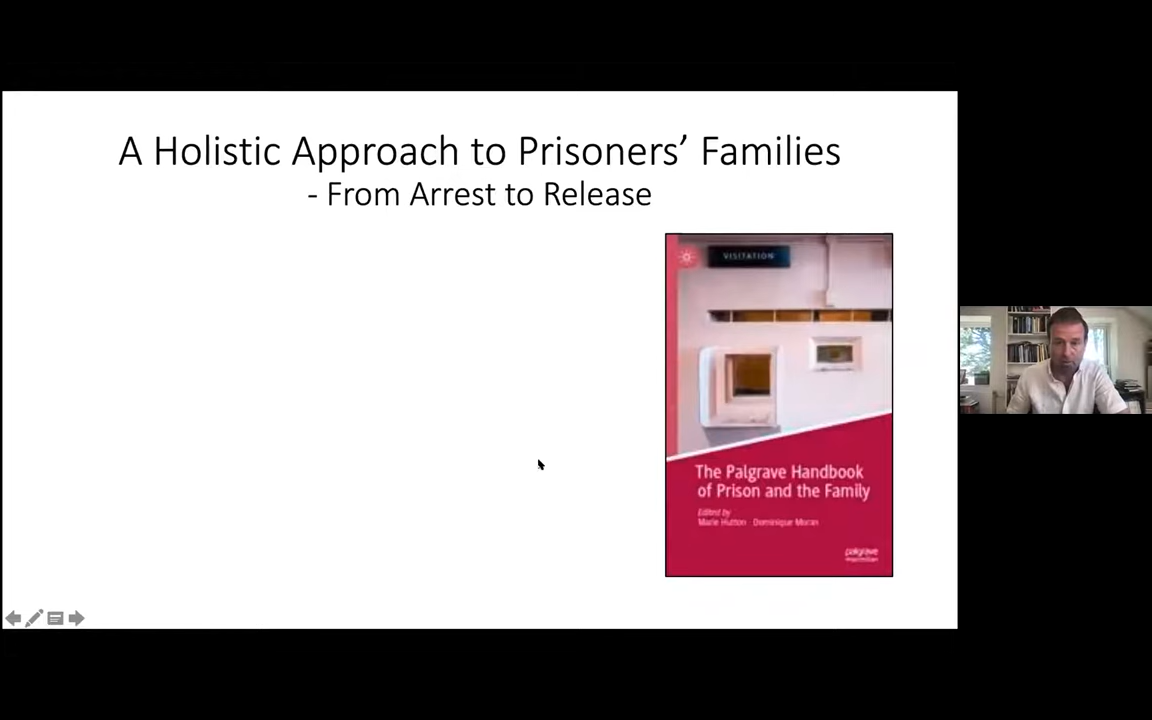 A Holistic Approach to Prisoners’ Families
- From Arrest to Release
VISITATION
The Palgrave Handbook
of Prison and the Family
Edited by
Marie Hutton Dominique Moran
palgrave
macmillan